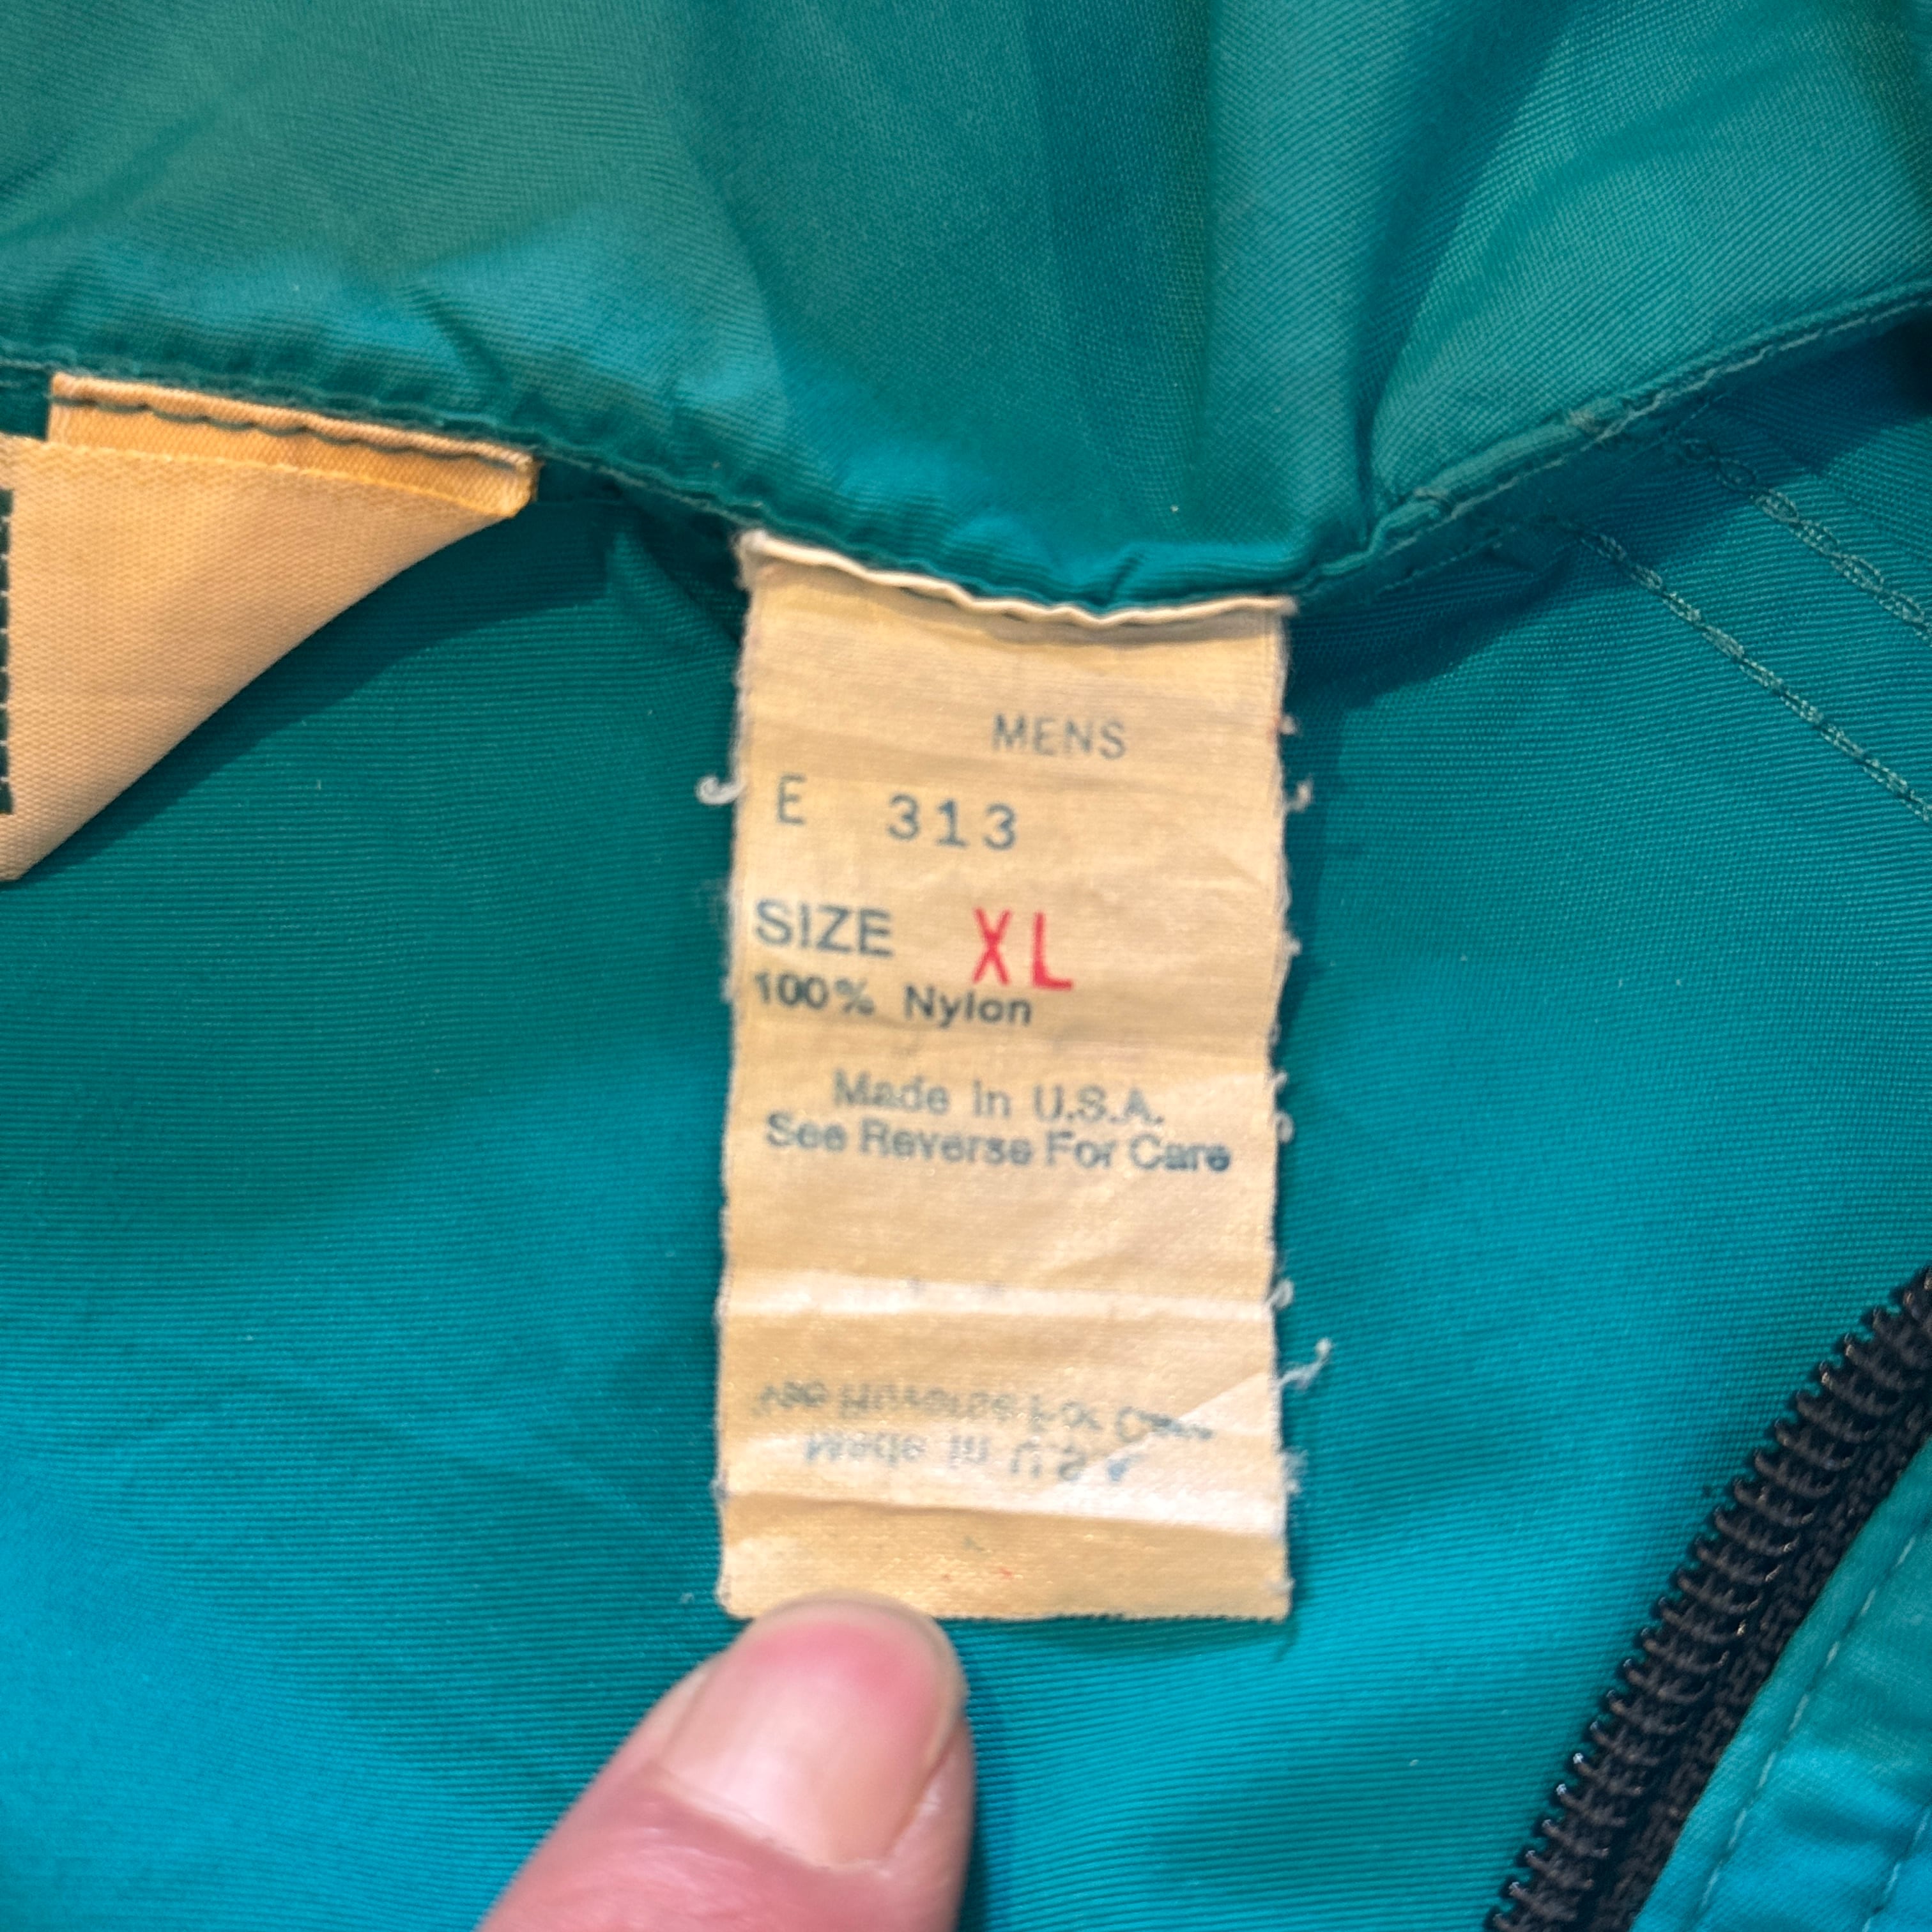 MENS
E 313
SIZE XL
100% Nylon
Made in U.S.A.
See Reverse For Care